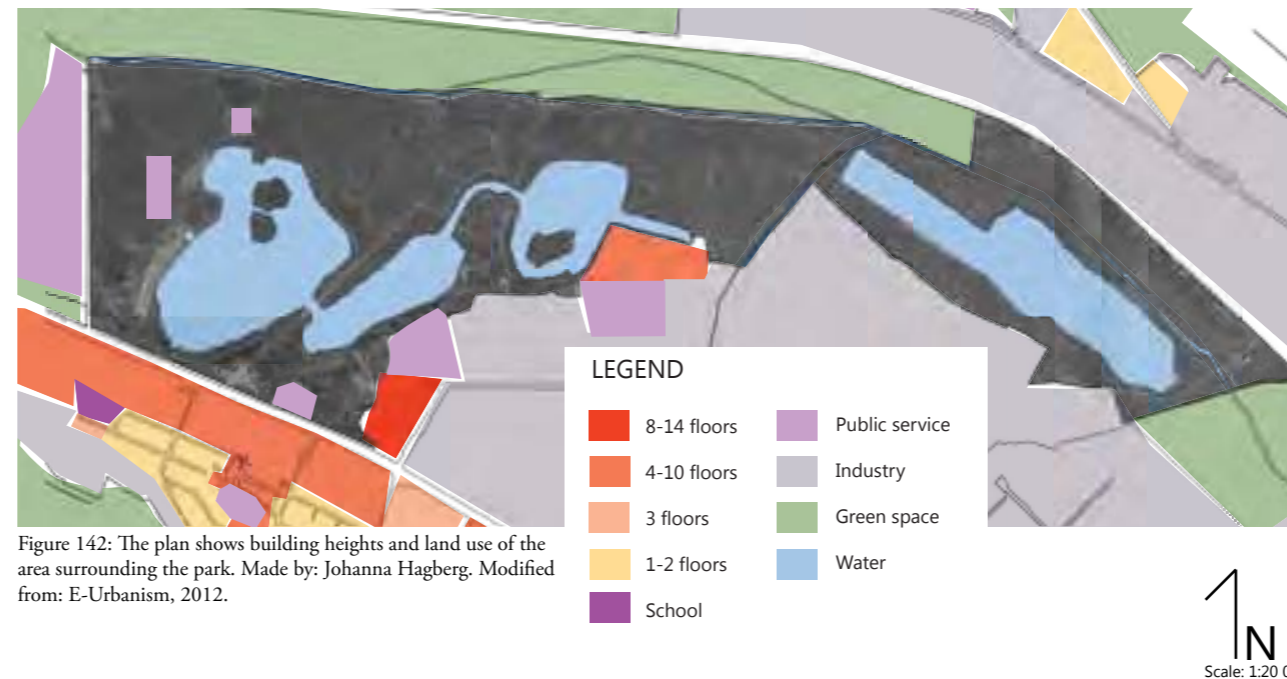 LEGEND
8-14 floors
4-10 floors
3 floors
1-2 floors
School
Public service
Industry
Green space
Water
Figure 142: The plan shows building heights and land use of the
area surrounding the park. Made by: Johanna Hagberg. Modified
from: E-Urbanism, 2012.
N
Scale: 1:20